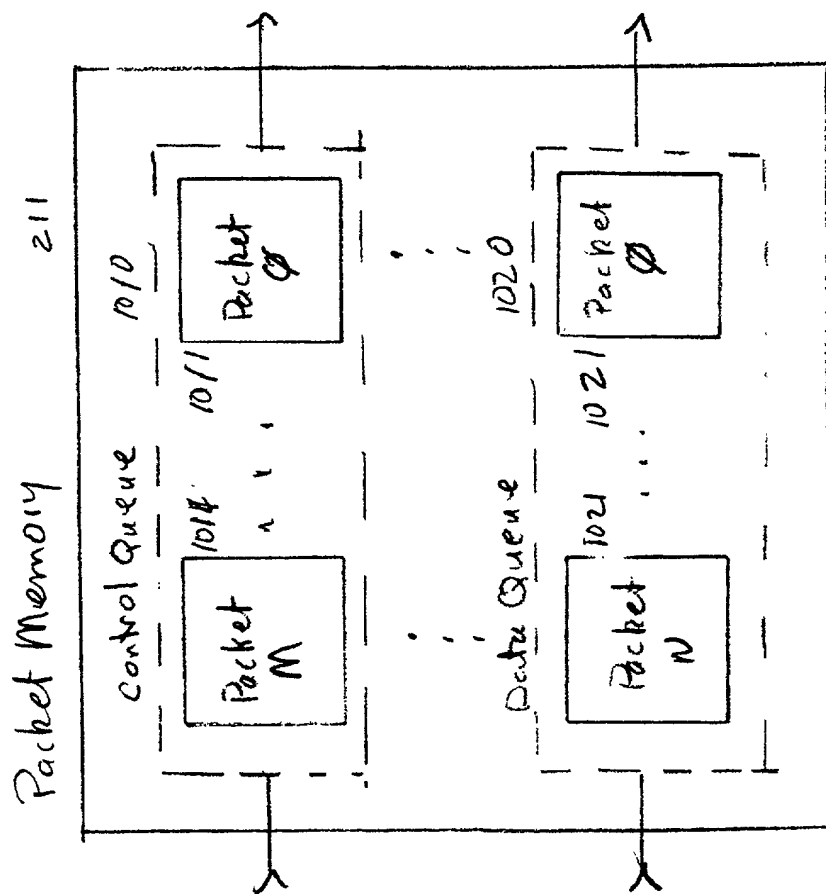 Packet Memory 211
Control Queue 1010
1014 1011
Packet Packet
M Ø
Data Queue 1020
1021 1021
Packet Packet
N Ø